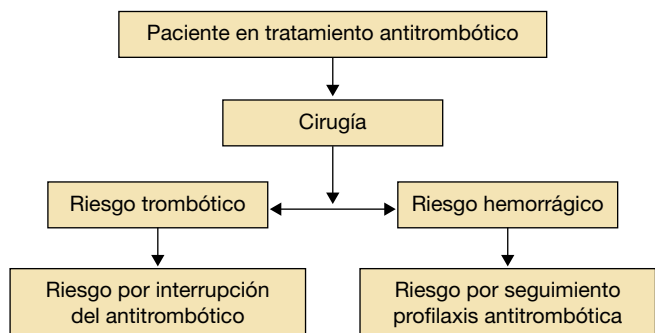 Paciente en tratamiento antitrombótico
Cirugía
Riesgo trombótico
Riesgo hemorrágico
Riesgo por interrupción
del antitrombótico
Riesgo por seguimiento
profilaxis antitrombótica